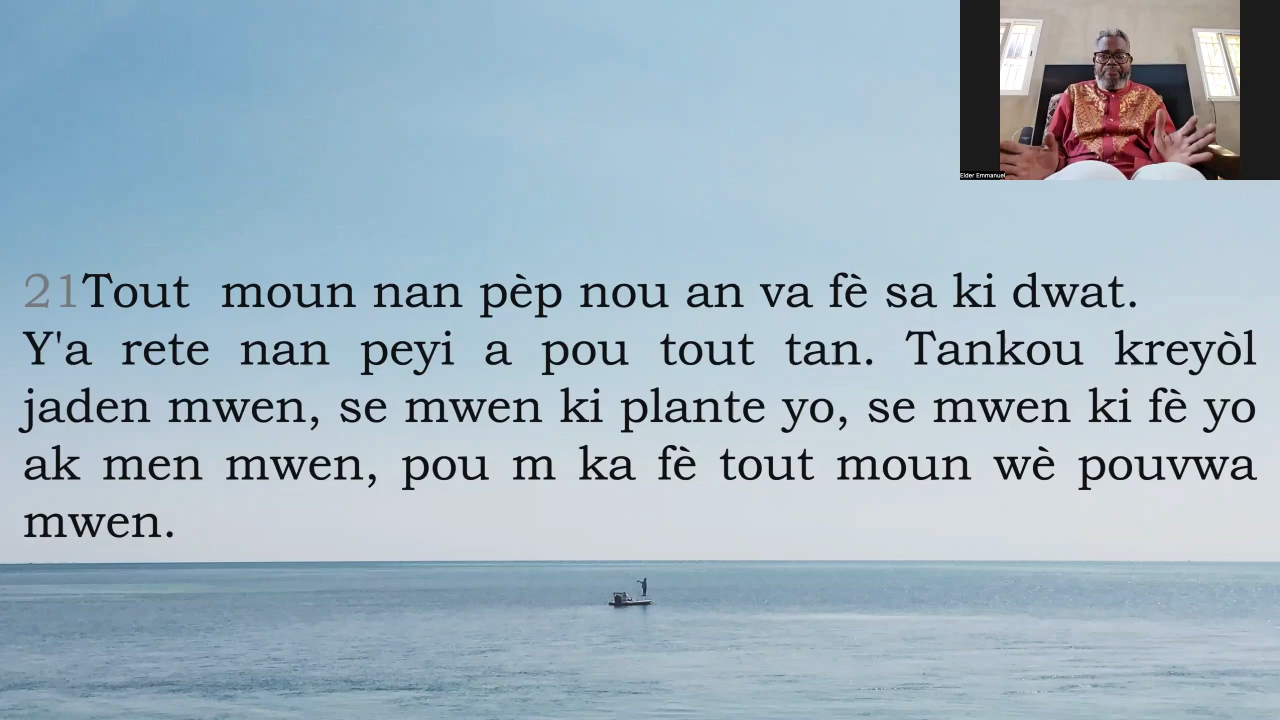 Elder Emmanuel
21Tout moun nan pèp nou an va fè sa ki dwat.
Y'a rete nan peyi a pou tout tan. Tankou kreyòl
jaden mwen, se mwen ki plante yo, se mwen ki fè yo
ak men mwen, pou m ka fè tout moun wè pouvwa
mwen.